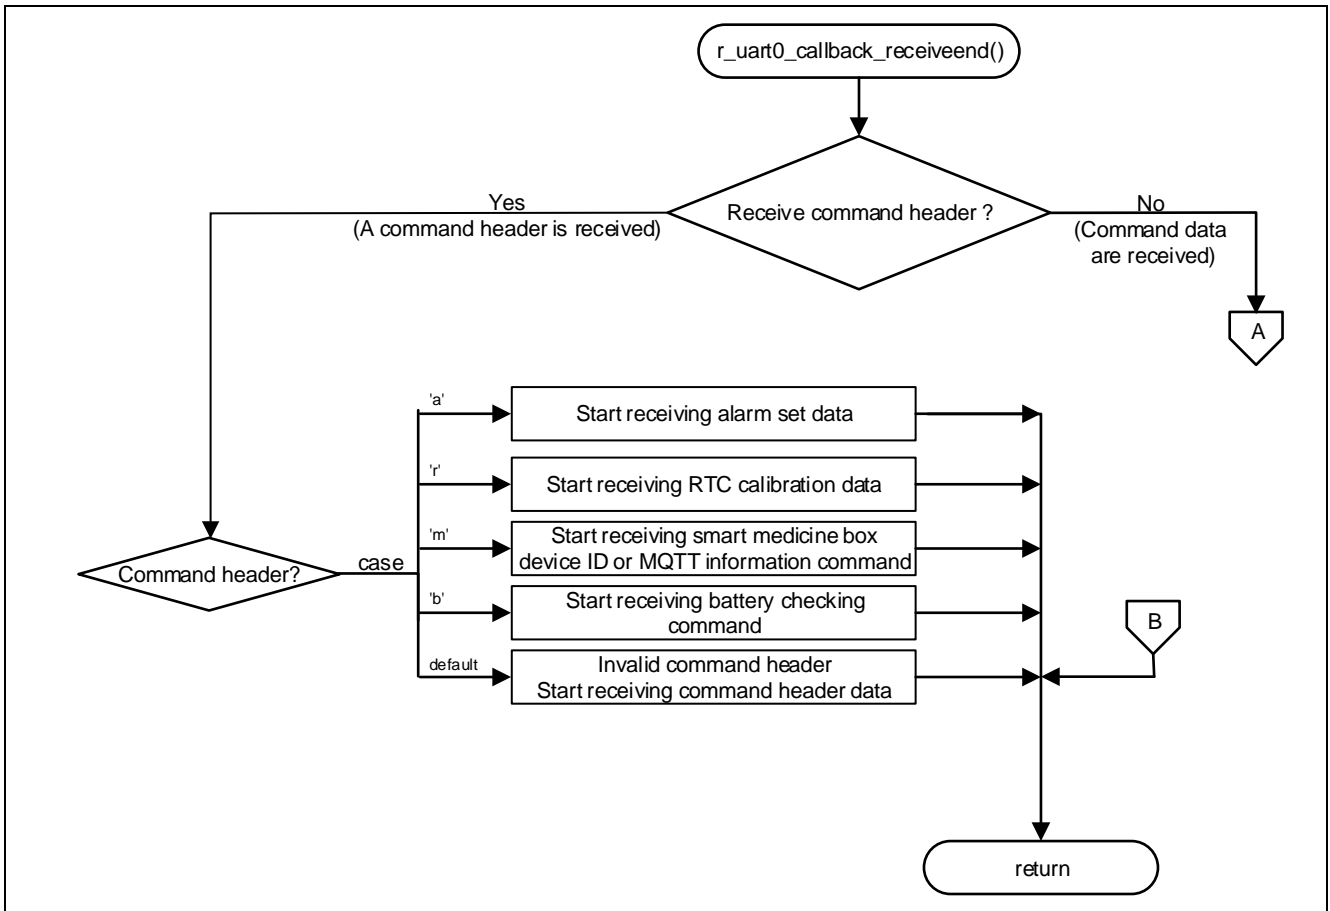 r_uart0_callback_receiveend()
Receive command header ?
Yes
(A command header is received)
No
(Command data
are received)
A
'a'
Start receiving alarm set data
'r'
Start receiving RTC calibration data
'm'
Start receiving smart medicine box
device ID or MQTT information command
Command header?
case
'b'
Start receiving battery checking
command
B
default
Invalid command header
Start receiving command header data
return